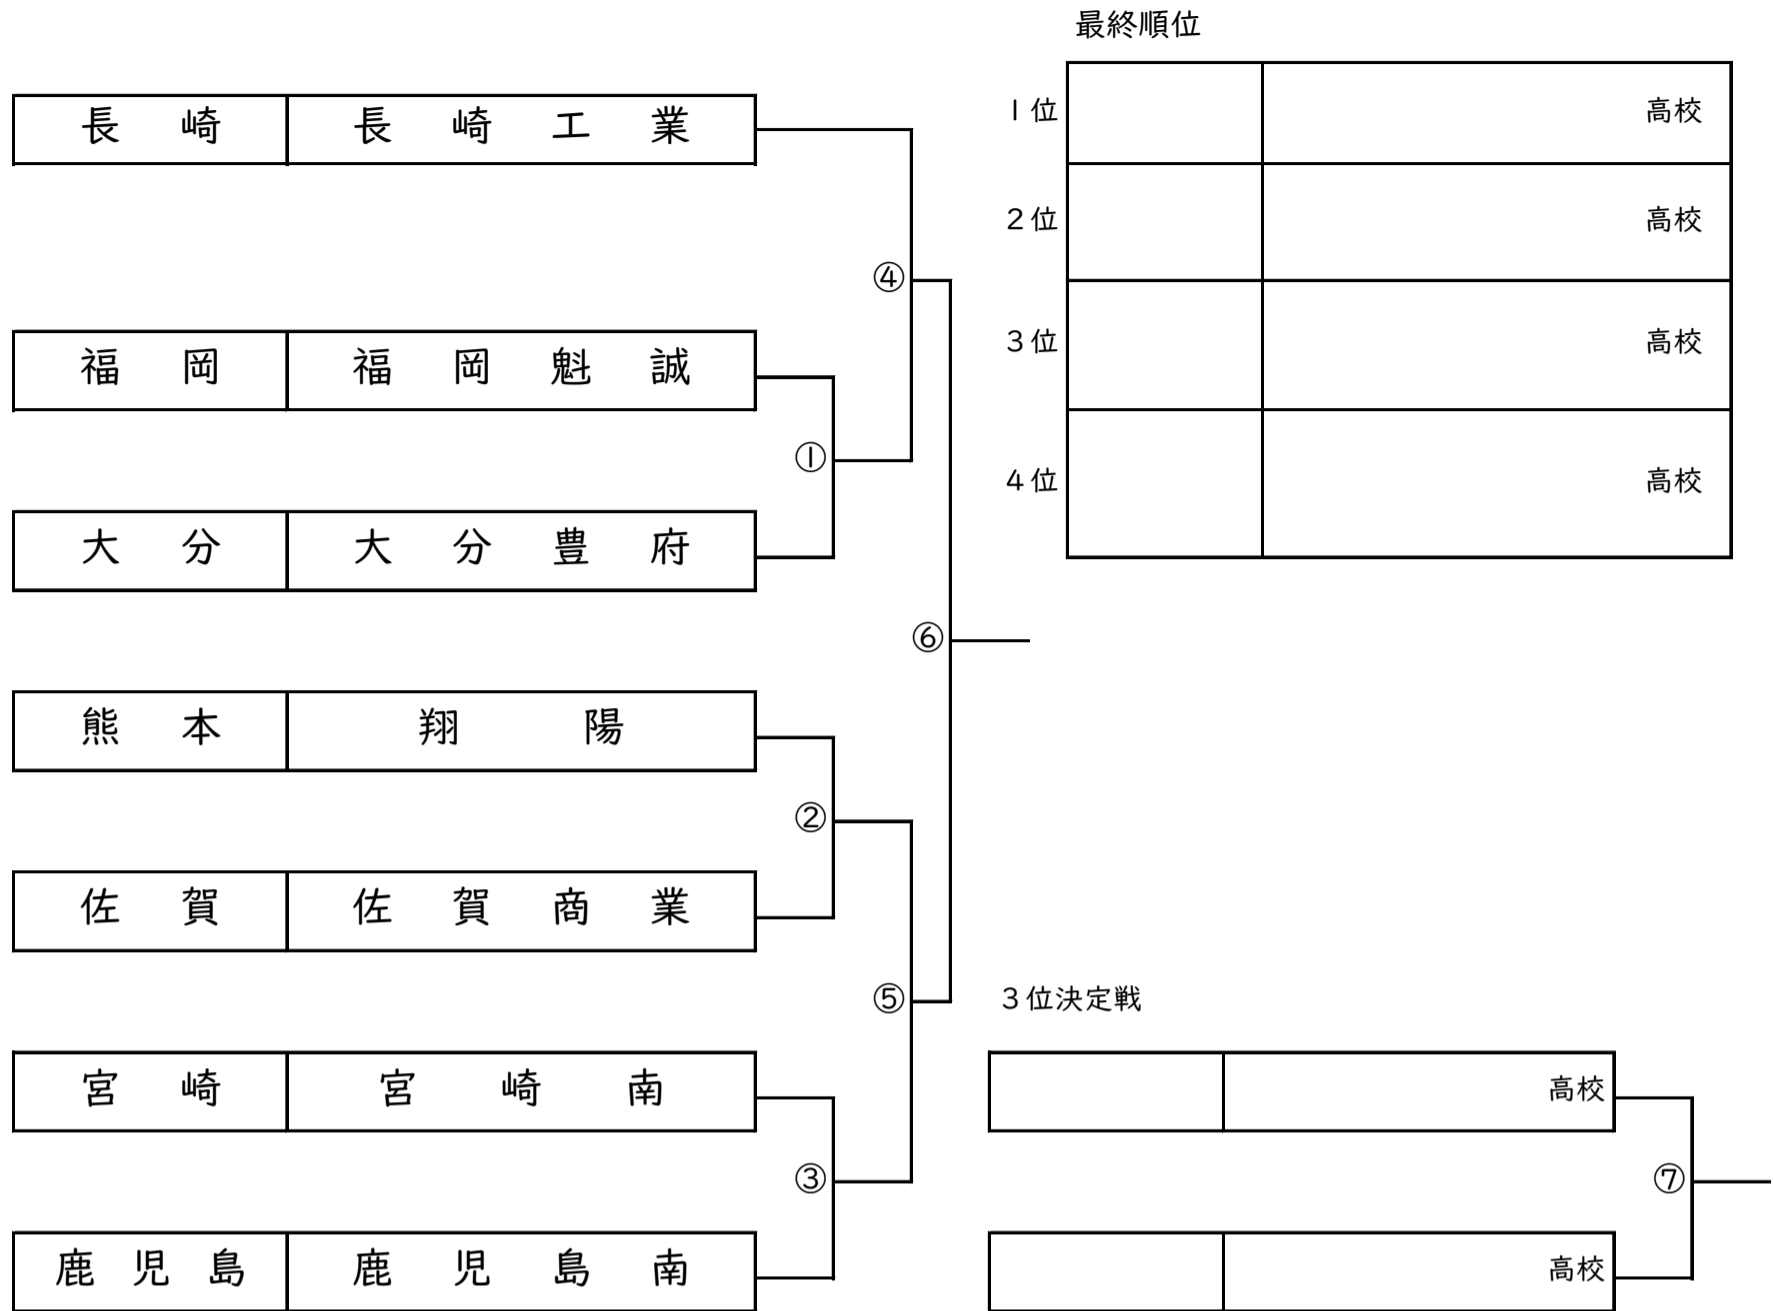 最終順位
1位 高校
2位 高校
3位 高校
4位 高校
長崎 長崎工業
④
福岡 福岡魁誠
①
大分 大分豊府
⑥
熊本 翔陽
②
佐賀 佐賀商業
⑤
3位決定戦
宮崎 宮崎南
高校
③
⑦
鹿児島 鹿児島南
高校